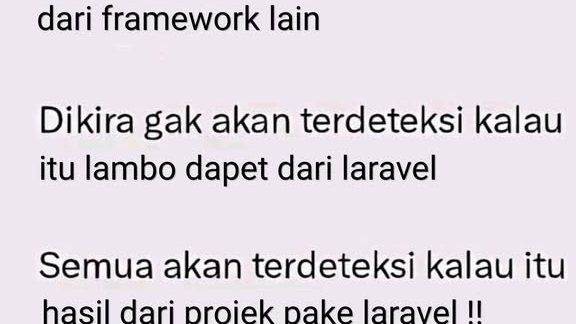 dari framework lain
Dikira gak akan terdeteksi kalau
itu lambo dapet dari laravel
Semua akan terdeteksi kalau itu
hasil dari projek pake laravel !!